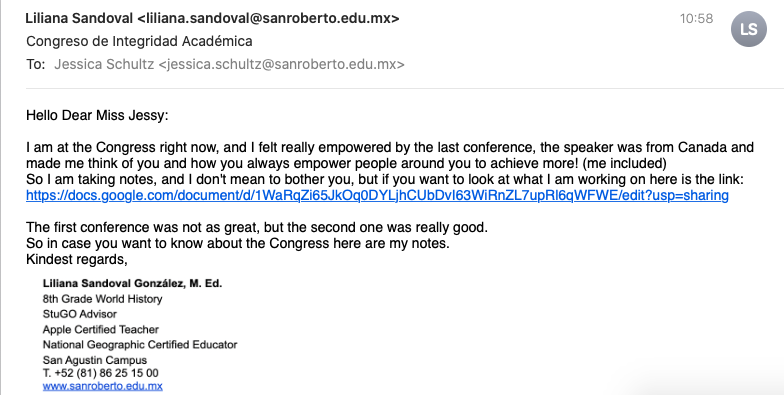 Liliana Sandoval <liliana.sandoval@sanroberto.edu.mx>
10:58
LS
Congreso de Integridad Académica
To: Jessica Schultz <jessica.schultz@sanroberto.edu.mx>
Hello Dear Miss Jessy:
I am at the Congress right now, and I felt really empowered by the last conference, the speaker was from Canada and
made me think of you and how you always empower people around you to achieve more! (me included)
So I am taking notes, and I don't mean to bother you, but if you want to look at what I am working on here is the link:
https://docs.google.com/document/d/1WaRqZi65JkOq0DYLjhCUbDvI63WiRnZL7upRl6qWFWE/edit?usp=sharing
The first conference was not as great, but the second one was really good.
So in case you want to know about the Congress here are my notes.
Kindest regards,
Liliana Sandoval González, M. Ed.
8th Grade World History
StuGO Advisor
Apple Certified Teacher
National Geographic Certified Educator
San Agustin Campus
T. +52 (81) 86 25 15 00
www.sanroberto.edu.mx